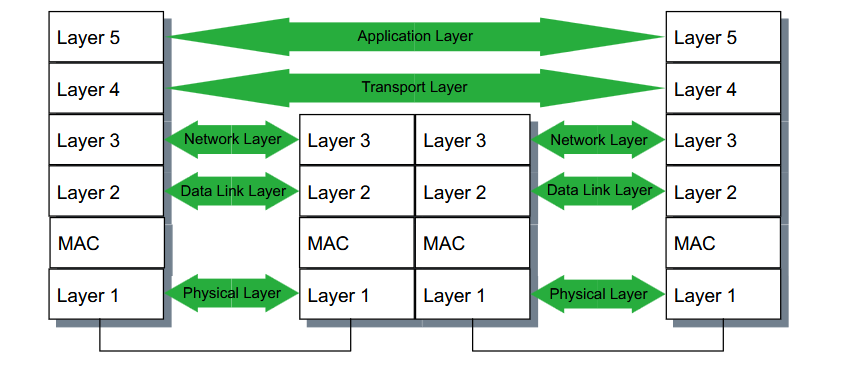 Layer 5
Application Layer
Layer 5
Layer 4
Transport Layer
Layer 4
Layer 3
Network Layer
Layer 3
Layer 3
Network Layer
Layer 3
Layer 2
Data Link Layer
Layer 2
Layer 2
Data Link Layer
Layer 2
MAC
MAC
MAC
MAC
Layer 1
Physical Layer
Layer 1
Layer 1
Physical Layer
Layer 1